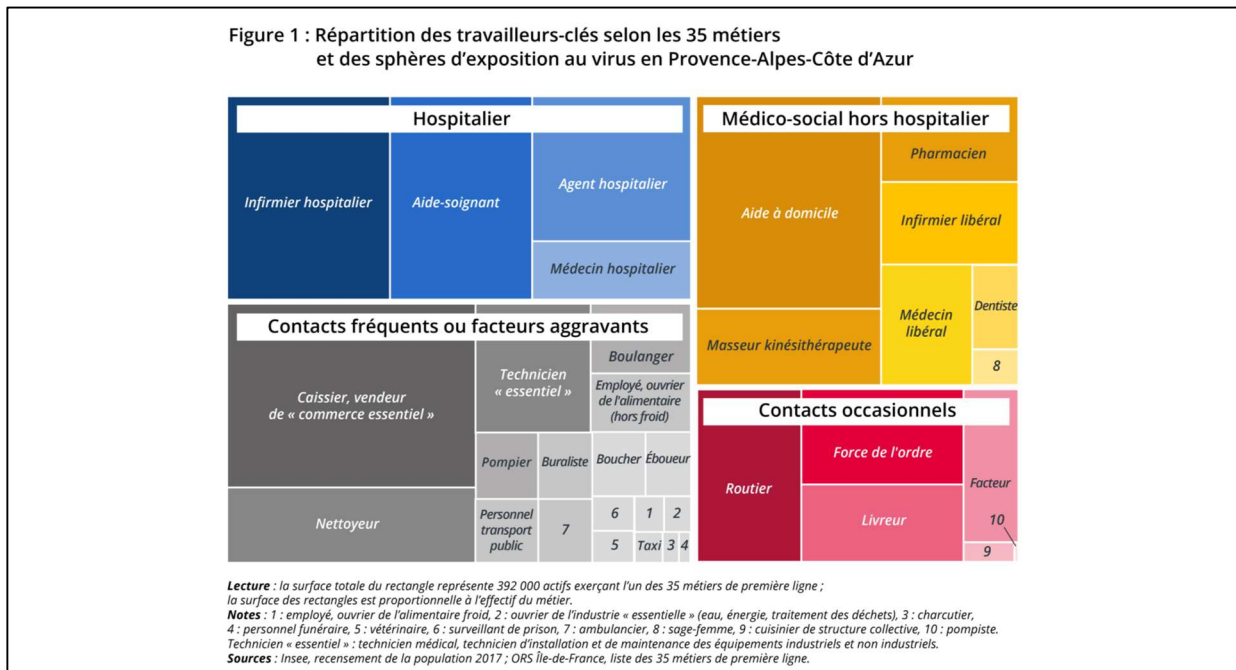 Figure 1 : Répartition des travailleurs-clés selon les 35 métiers
et des sphères d'exposition au virus en Provence-Alpes-Côte d'Azur
Hospitalier
Infirmier hospitalier
Aide-soignant
Agent hospitalier
Médecin hospitalier
Médico-social hors hospitalier
Aide à domicile
Pharmacien
Infirmier libéral
Masseur kinésithérapeute
Médecin
libéral
Dentiste
8
Contacts fréquents ou facteurs aggravants
Caissier, vendeur
de « commerce essentiel »
Nettoyeur
Technicien
« essentiel »
Boulanger
Employé, ouvrier
de l'alimentaire
(hors froid)
Pompier
Buraliste
Boucher
Éboueur
Personnel
transport
public
7
6
1
2
5
Taxi
3
4
Contacts occasionnels
Routier
Force de l'ordre
Livreur
Facteur
10
9
Lecture : la surface totale du rectangle représente 392 000 actifs exerçant l'un des 35 métiers de première ligne ;
la surface des rectangles est proportionnelle à l'effectif du métier.
Notes : 1 : employé, ouvrier de l'alimentaire froid, 2 : ouvrier de l'industrie « essentielle » (eau, énergie, traitement des déchets), 3 : charcutier,
4 : personnel funéraire, 5 : vétérinaire, 6 : surveillant de prison, 7 : ambulancier, 8 : sage-femme, 9 : cuisinier de structure collective, 10 : pompiste.
Technicien « essentiel » : technicien médical, technicien d'installation et de maintenance des équipements industriels et non industriels.
Sources : Insee, recensement de la population 2017 ; ORS Île-de-France, liste des 35 métiers de première ligne.